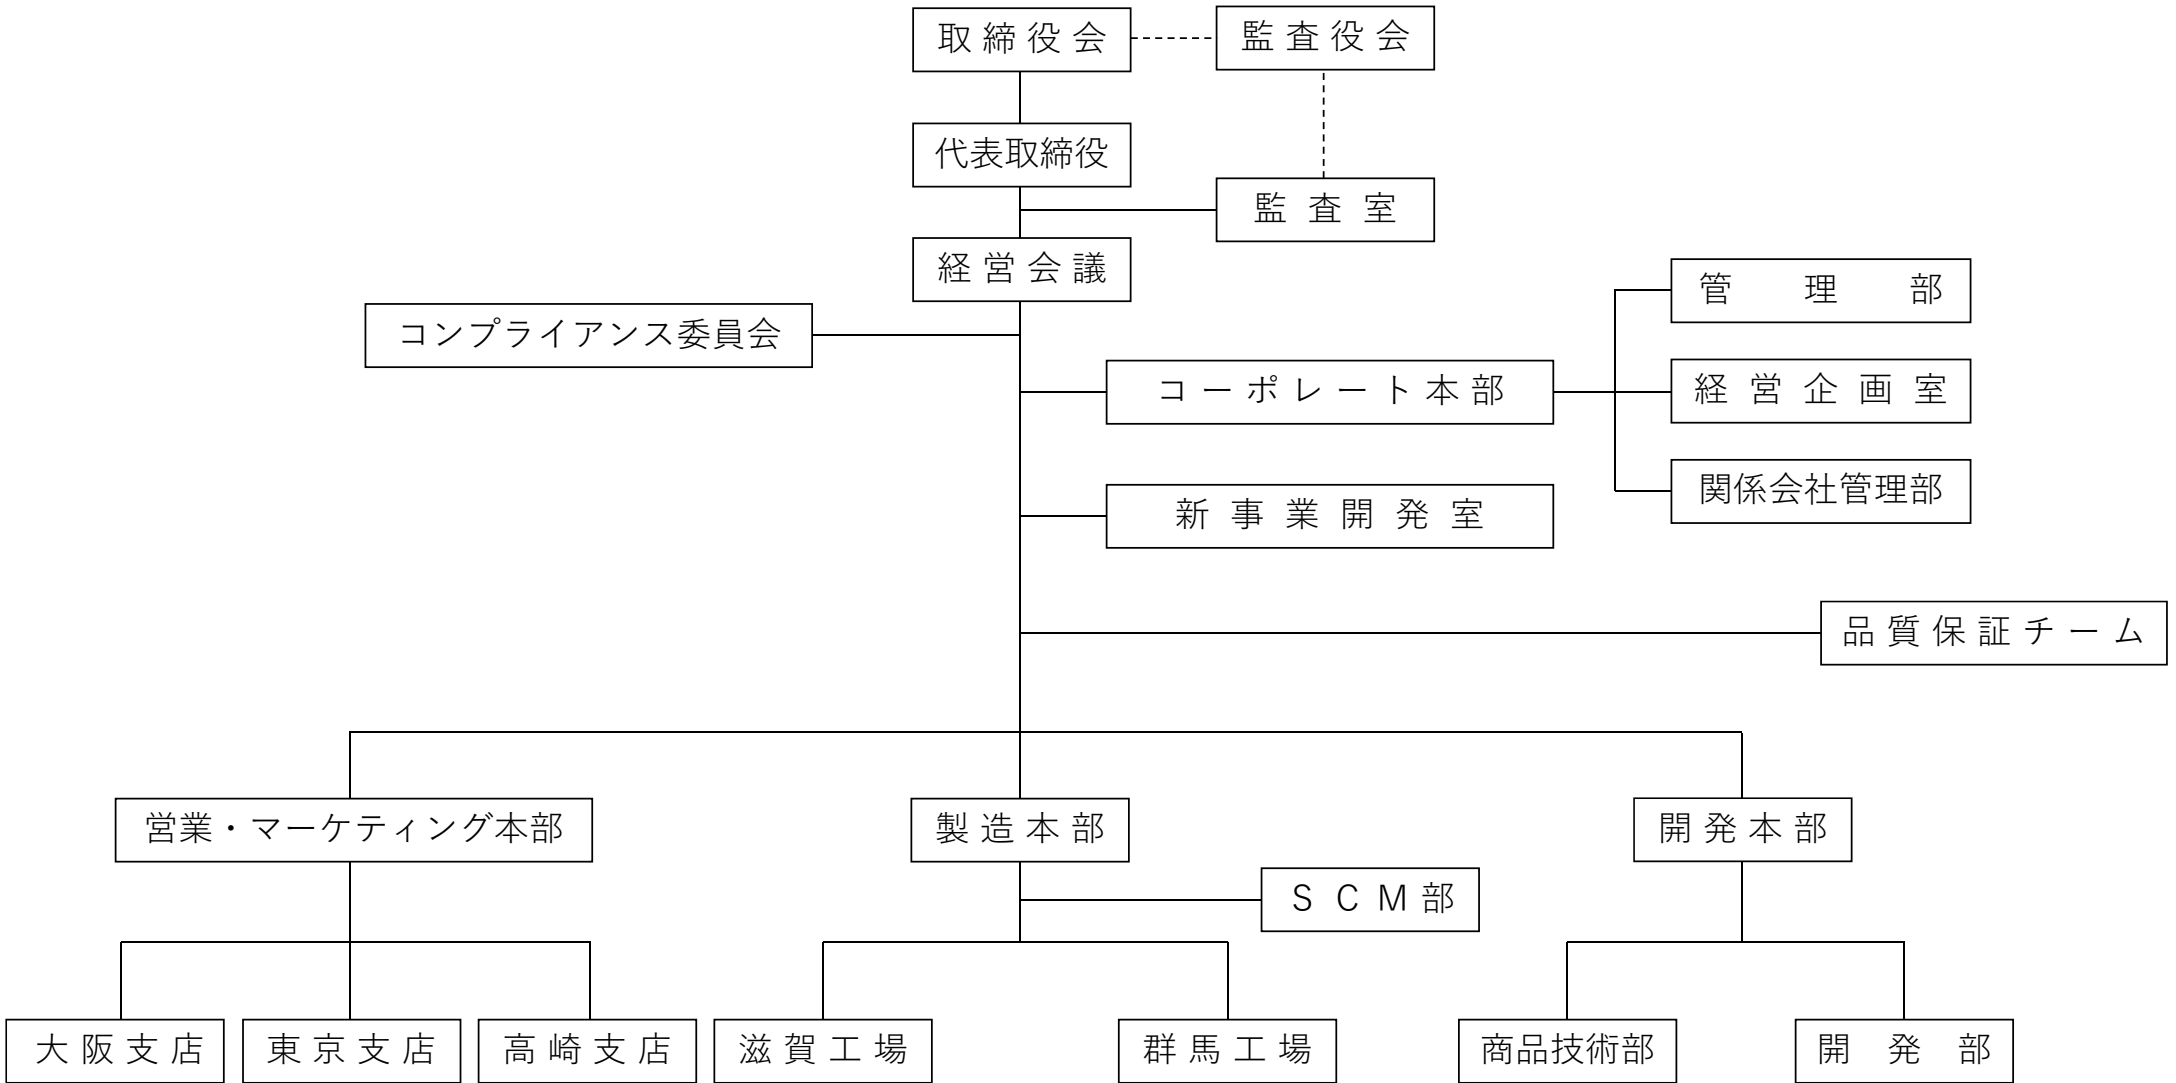 取締役会
監査役会
代表取締役
監査室
経営会議
管理部
コンプライアンス委員会
コーポレート本部
経営企画室
関係会社管理部
新事業開発室
品質保証チーム
営業・マーケティング本部
製造本部
開発本部
ＳＣＭ部
大阪支店
東京支店
高崎支店
滋賀工場
群馬工場
商品技術部
開発部